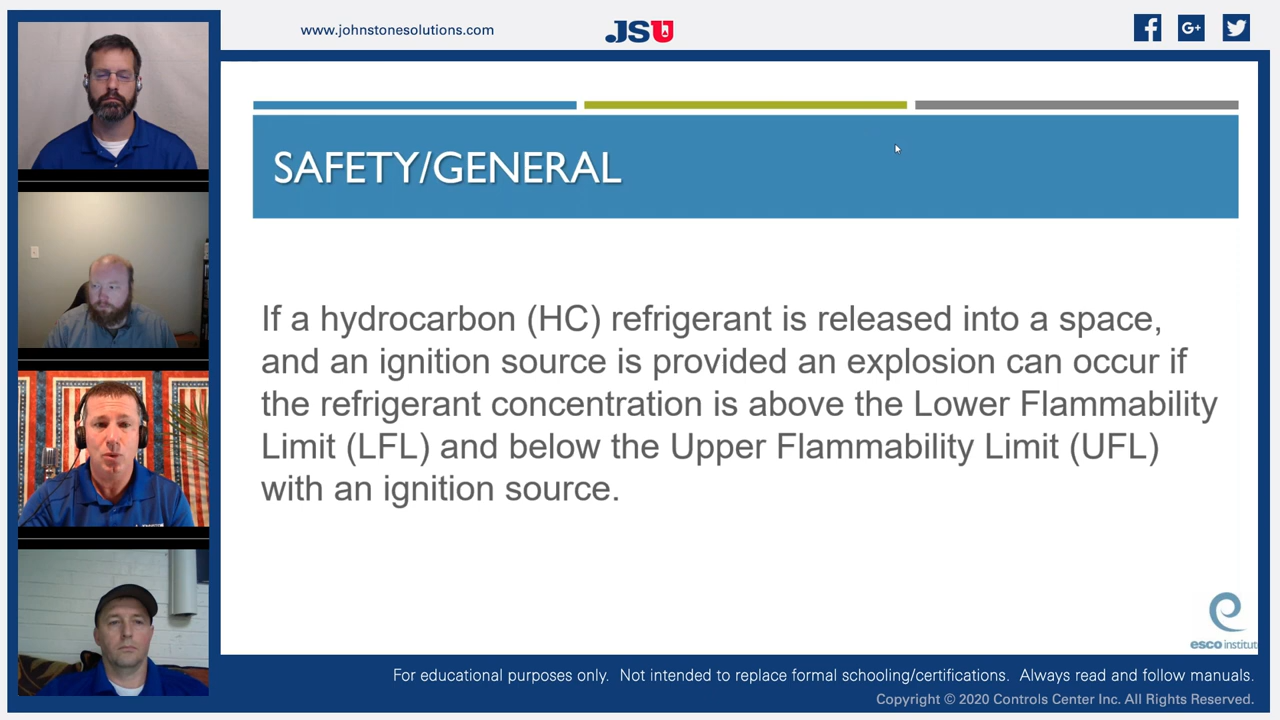 www.johnstonesolutions.com
JSU
SAFETY/GENERAL
If a hydrocarbon (HC) refrigerant is released into a space,
and an ignition source is provided an explosion can occur if
the refrigerant concentration is above the Lower Flammability
Limit (LFL) and below the Upper Flammability Limit (UFL)
with an ignition source.
esco institut
For educational purposes only. Not intended to replace formal schooling/certifications. Always read and follow manuals.
Copyright © 2020 Controls Center Inc. All Rights Reserved.